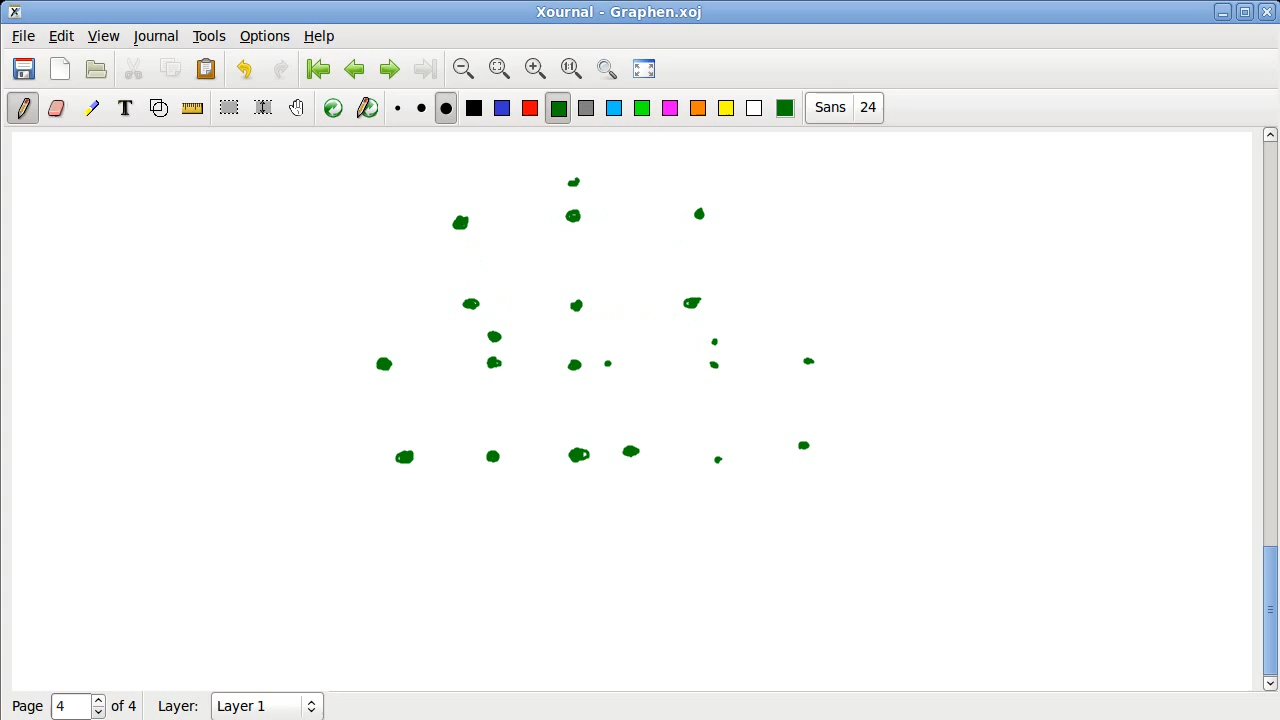 Xournal - Graphen.xoj
File Edit View Journal Tools Options Help
Sans 24
Page 4 of 4 Layer: Layer 1